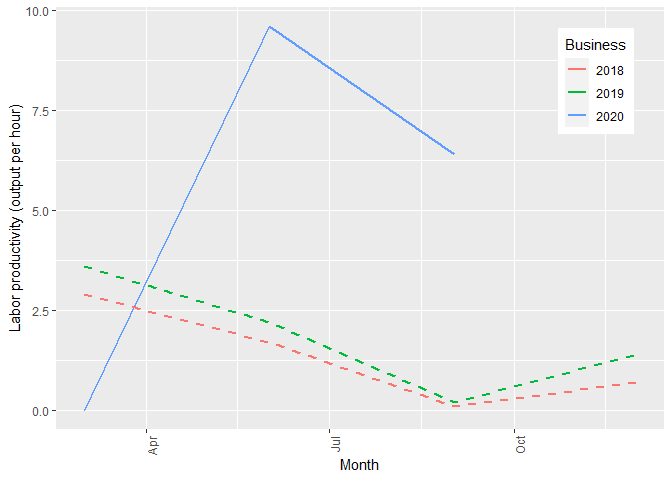 10.0
7.5
5.0
2.5
0.0
Labor productivity (output per hour)
Business
2018
2019
2020
Apr
Jul
Oct
Month